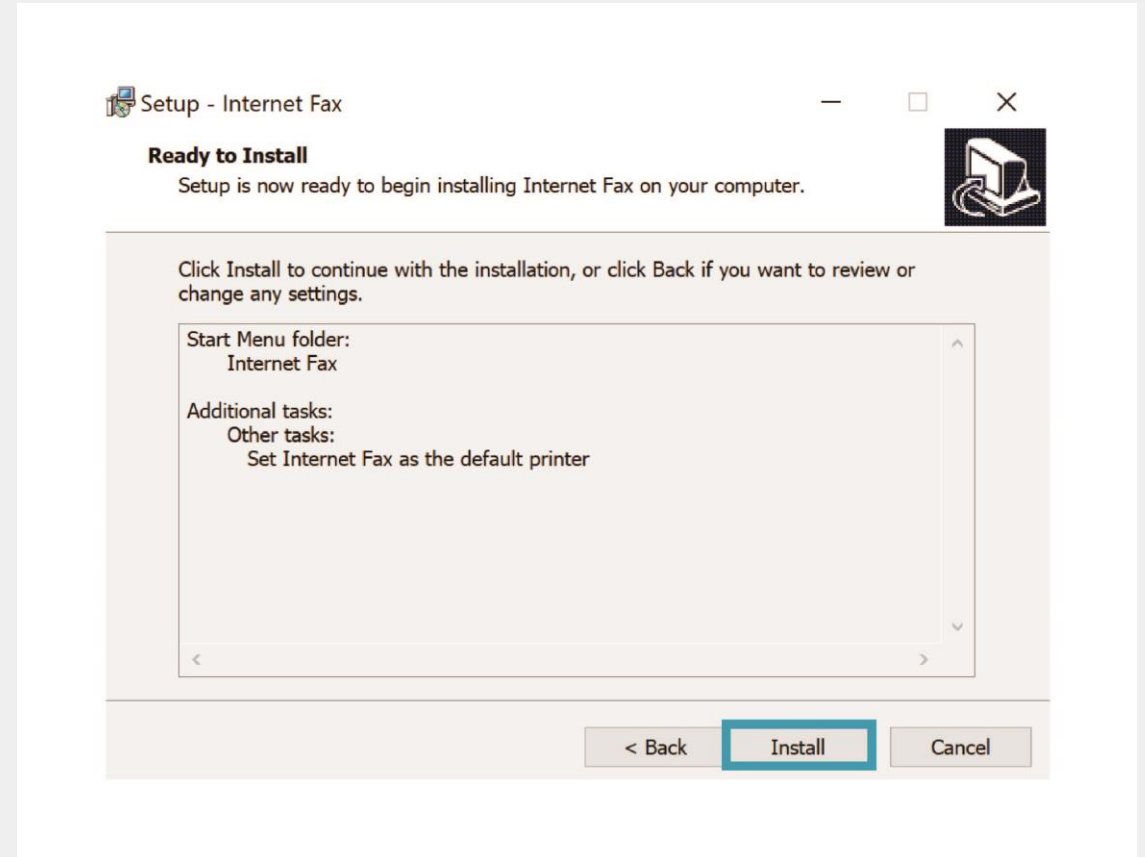 Setup - Internet Fax
Ready to Install
Setup is now ready to begin installing Internet Fax on your computer.
Click Install to continue with the installation, or click Back if you want to review or
change any settings.
Start Menu folder:
Internet Fax
Additional tasks:
Other tasks:
Set Internet Fax as the default printer
< Back Install Cancel